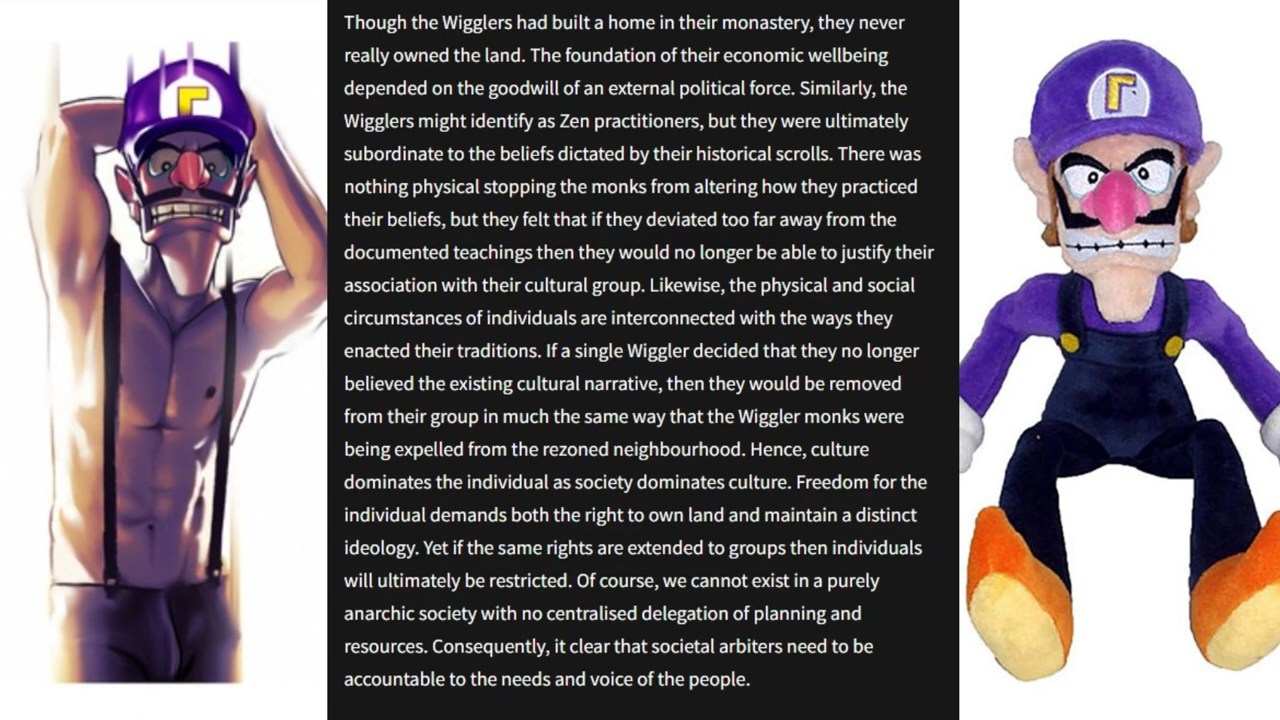 Though the Wigglers had built a home in their monastery, they never
really owned the land. The foundation of their economic wellbeing
depended on the goodwill of an external political force. Similarly, the
Wigglers might identify as Zen practitioners, but they were ultimately
subordinate to the beliefs dictated by their historical scrolls. There was
nothing physical stopping the monks from altering how they practiced
their beliefs, but they felt that if they deviated too far away from the
documented teachings then they would no longer be able to justify their
association with their cultural group. Likewise, the physical and social
circumstances of individuals are interconnected with the ways they
enacted their traditions. If a single Wiggler decided that they no longer
believed the existing cultural narrative, then they would be removed
from their group in much the same way that the Wiggler monks were
being expelled from the rezoned neighbourhood. Hence, culture
dominates the individual as society dominates culture. Freedom for the
individual demands both the right to own land and maintain a distinct
ideology. Yet if the same rights are extended to groups then individuals
will ultimately be restricted. Of course, we cannot exist in a purely
anarchic society with no centralised delegation of planning and
resources. Consequently, it clear that societal arbiters need to be
accountable to the needs and voice of the people.